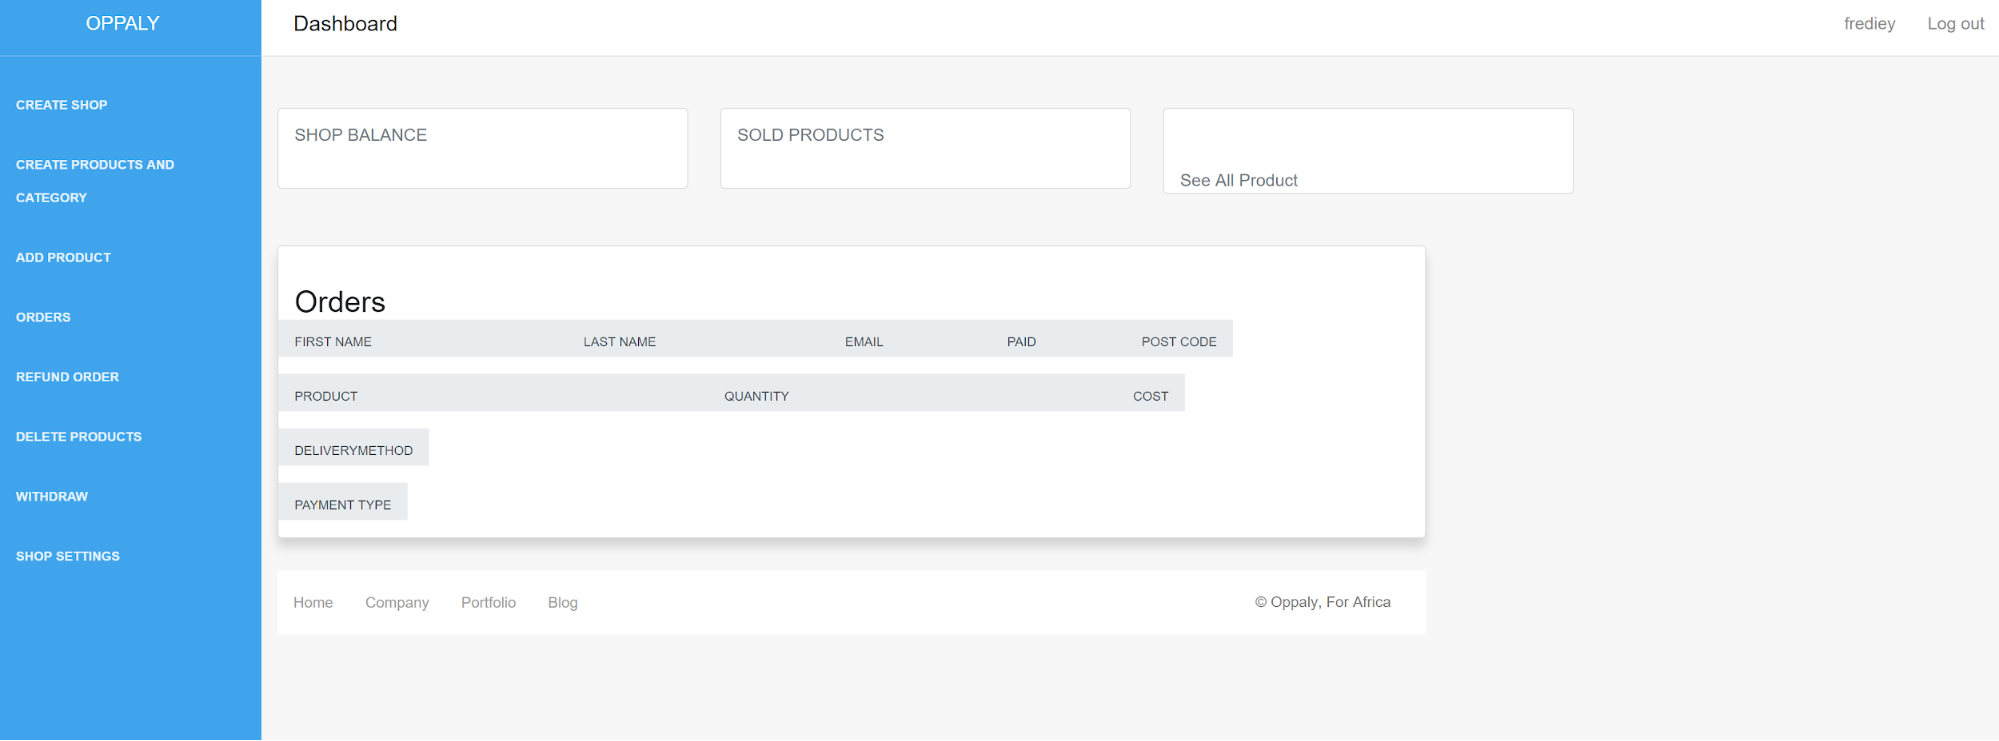 OPPALY
Dashboard
frediey
Log out
CREATE SHOP
CREATE PRODUCTS AND
CATEGORY
ADD PRODUCT
ORDERS
REFUND ORDER
DELETE PRODUCTS
WITHDRAW
SHOP SETTINGS
SHOP BALANCE
SOLD PRODUCTS
See All Product
Orders
FIRST NAME LAST NAME EMAIL PAID POST CODE
PRODUCT QUANTITY COST
DELIVERYMETHOD
PAYMENT TYPE
Home Company Portfolio Blog
© Oppaly, For Africa